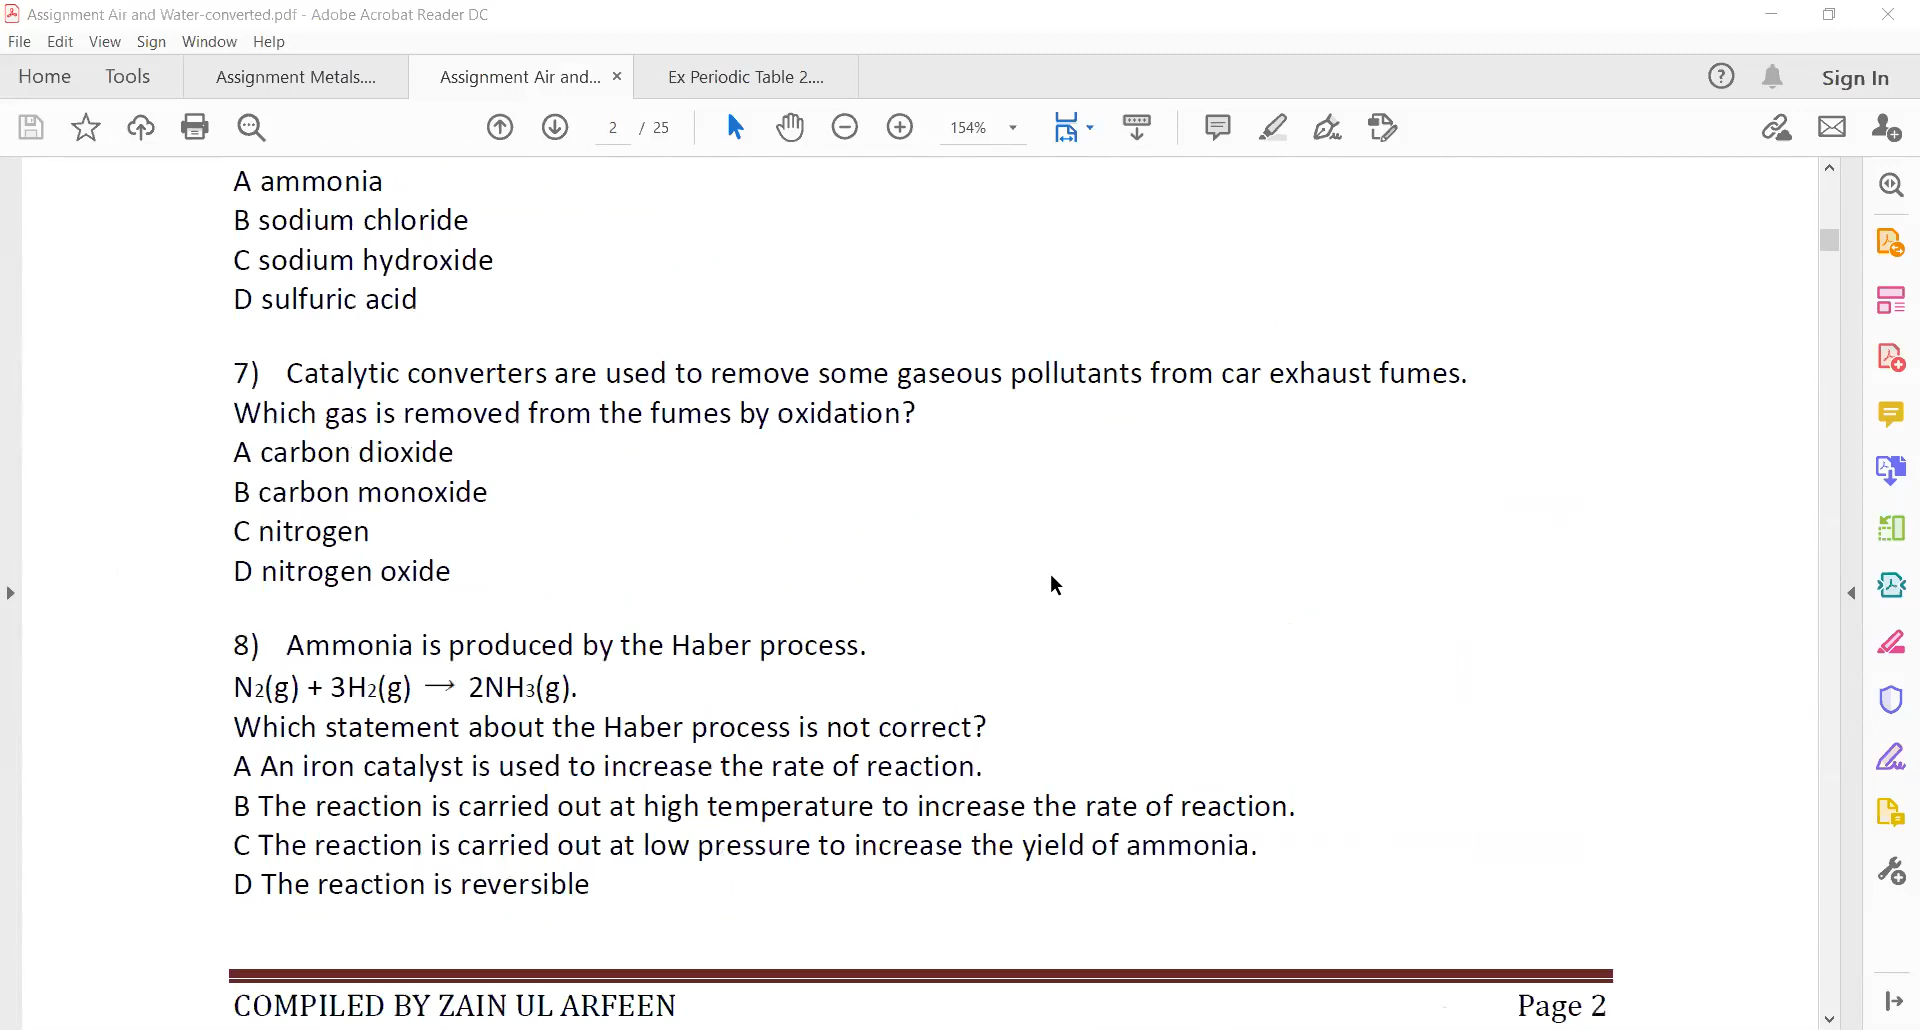 Assignment Air and Water-converted.pdf - Adobe Acrobat Reader DC
File Edit View Sign Window Help
Home Tools Assignment Metals.... Assignment Air and... × Ex Periodic Table 2.... Sign In
2 / 25 154%
A ammonia
B sodium chloride
C sodium hydroxide
D sulfuric acid
7) Catalytic converters are used to remove some gaseous pollutants from car exhaust fumes.
Which gas is removed from the fumes by oxidation?
A carbon dioxide
B carbon monoxide
C nitrogen
D nitrogen oxide
8) Ammonia is produced by the Haber process.
N2(g) + 3H2(g) → 2NH3(g).
Which statement about the Haber process is not correct?
A An iron catalyst is used to increase the rate of reaction.
B The reaction is carried out at high temperature to increase the rate of reaction.
C The reaction is carried out at low pressure to increase the yield of ammonia.
D The reaction is reversible
COMPILED BY ZAIN UL ARFEEN Page 2